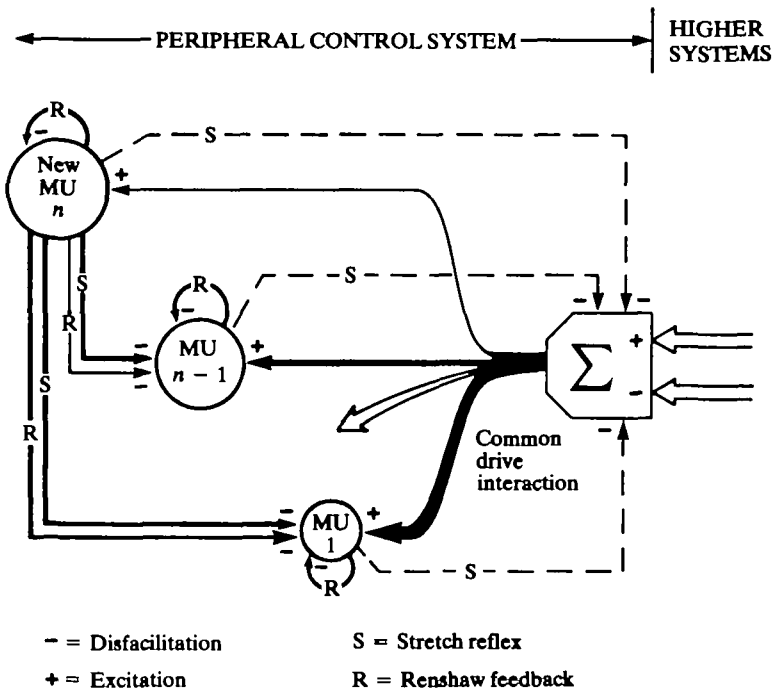 PERIPHERAL CONTROL SYSTEM
HIGHER
SYSTEMS
R
-
New
MU
n
+
S
S
R
S
R
-
MU
n - 1
-
-
+
S
R
S
R
-
-
Σ
+
-
-
Common
drive
interaction
-
-
MU
1
+
-
R
S
- = Disfacilitation
S = Stretch reflex
+ = Excitation
R = Renshaw feedback